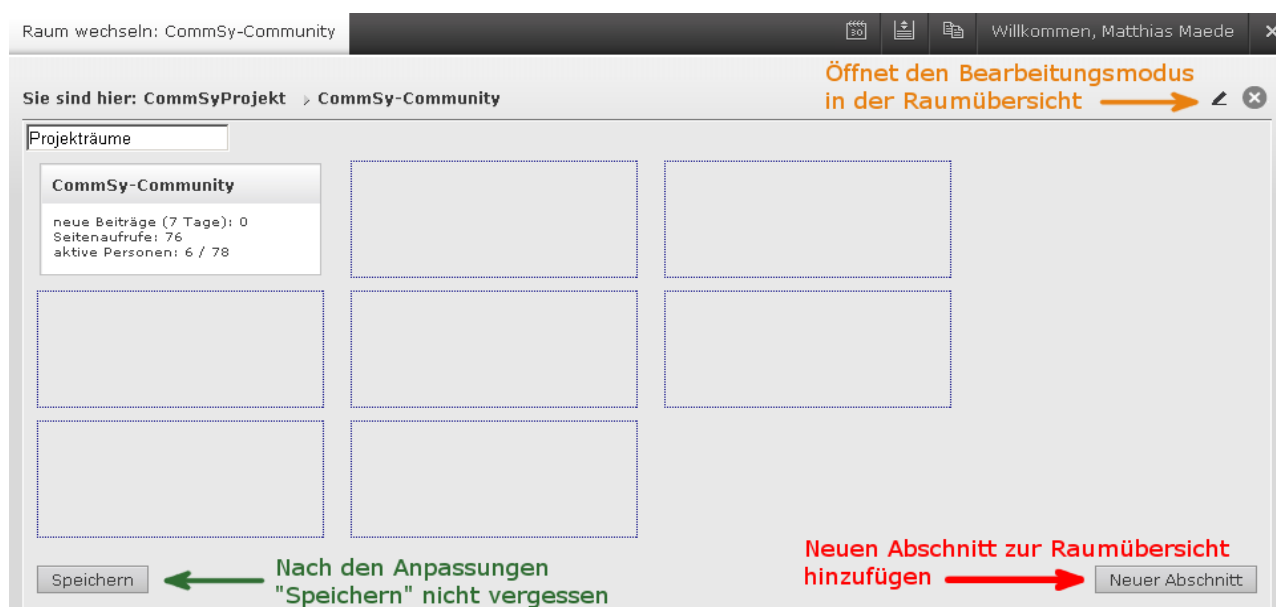 Raum wechseln: CommSy-Community
30
Willkommen, Matthias Maede
Öffnet den Bearbeitungsmodus
in der Raumübersicht
Sie sind hier: CommSyProjekt > CommSy-Community
Projekträume
CommSy-Community
neue Beiträge (7 Tage): 0
Seitenaufrufe: 76
aktive Personen: 6 / 78
Neuen Abschnitt zur Raumübersicht
hinzufügen
Neuer Abschnitt
Speichern
Nach den Anpassungen
"Speichern" nicht vergessen